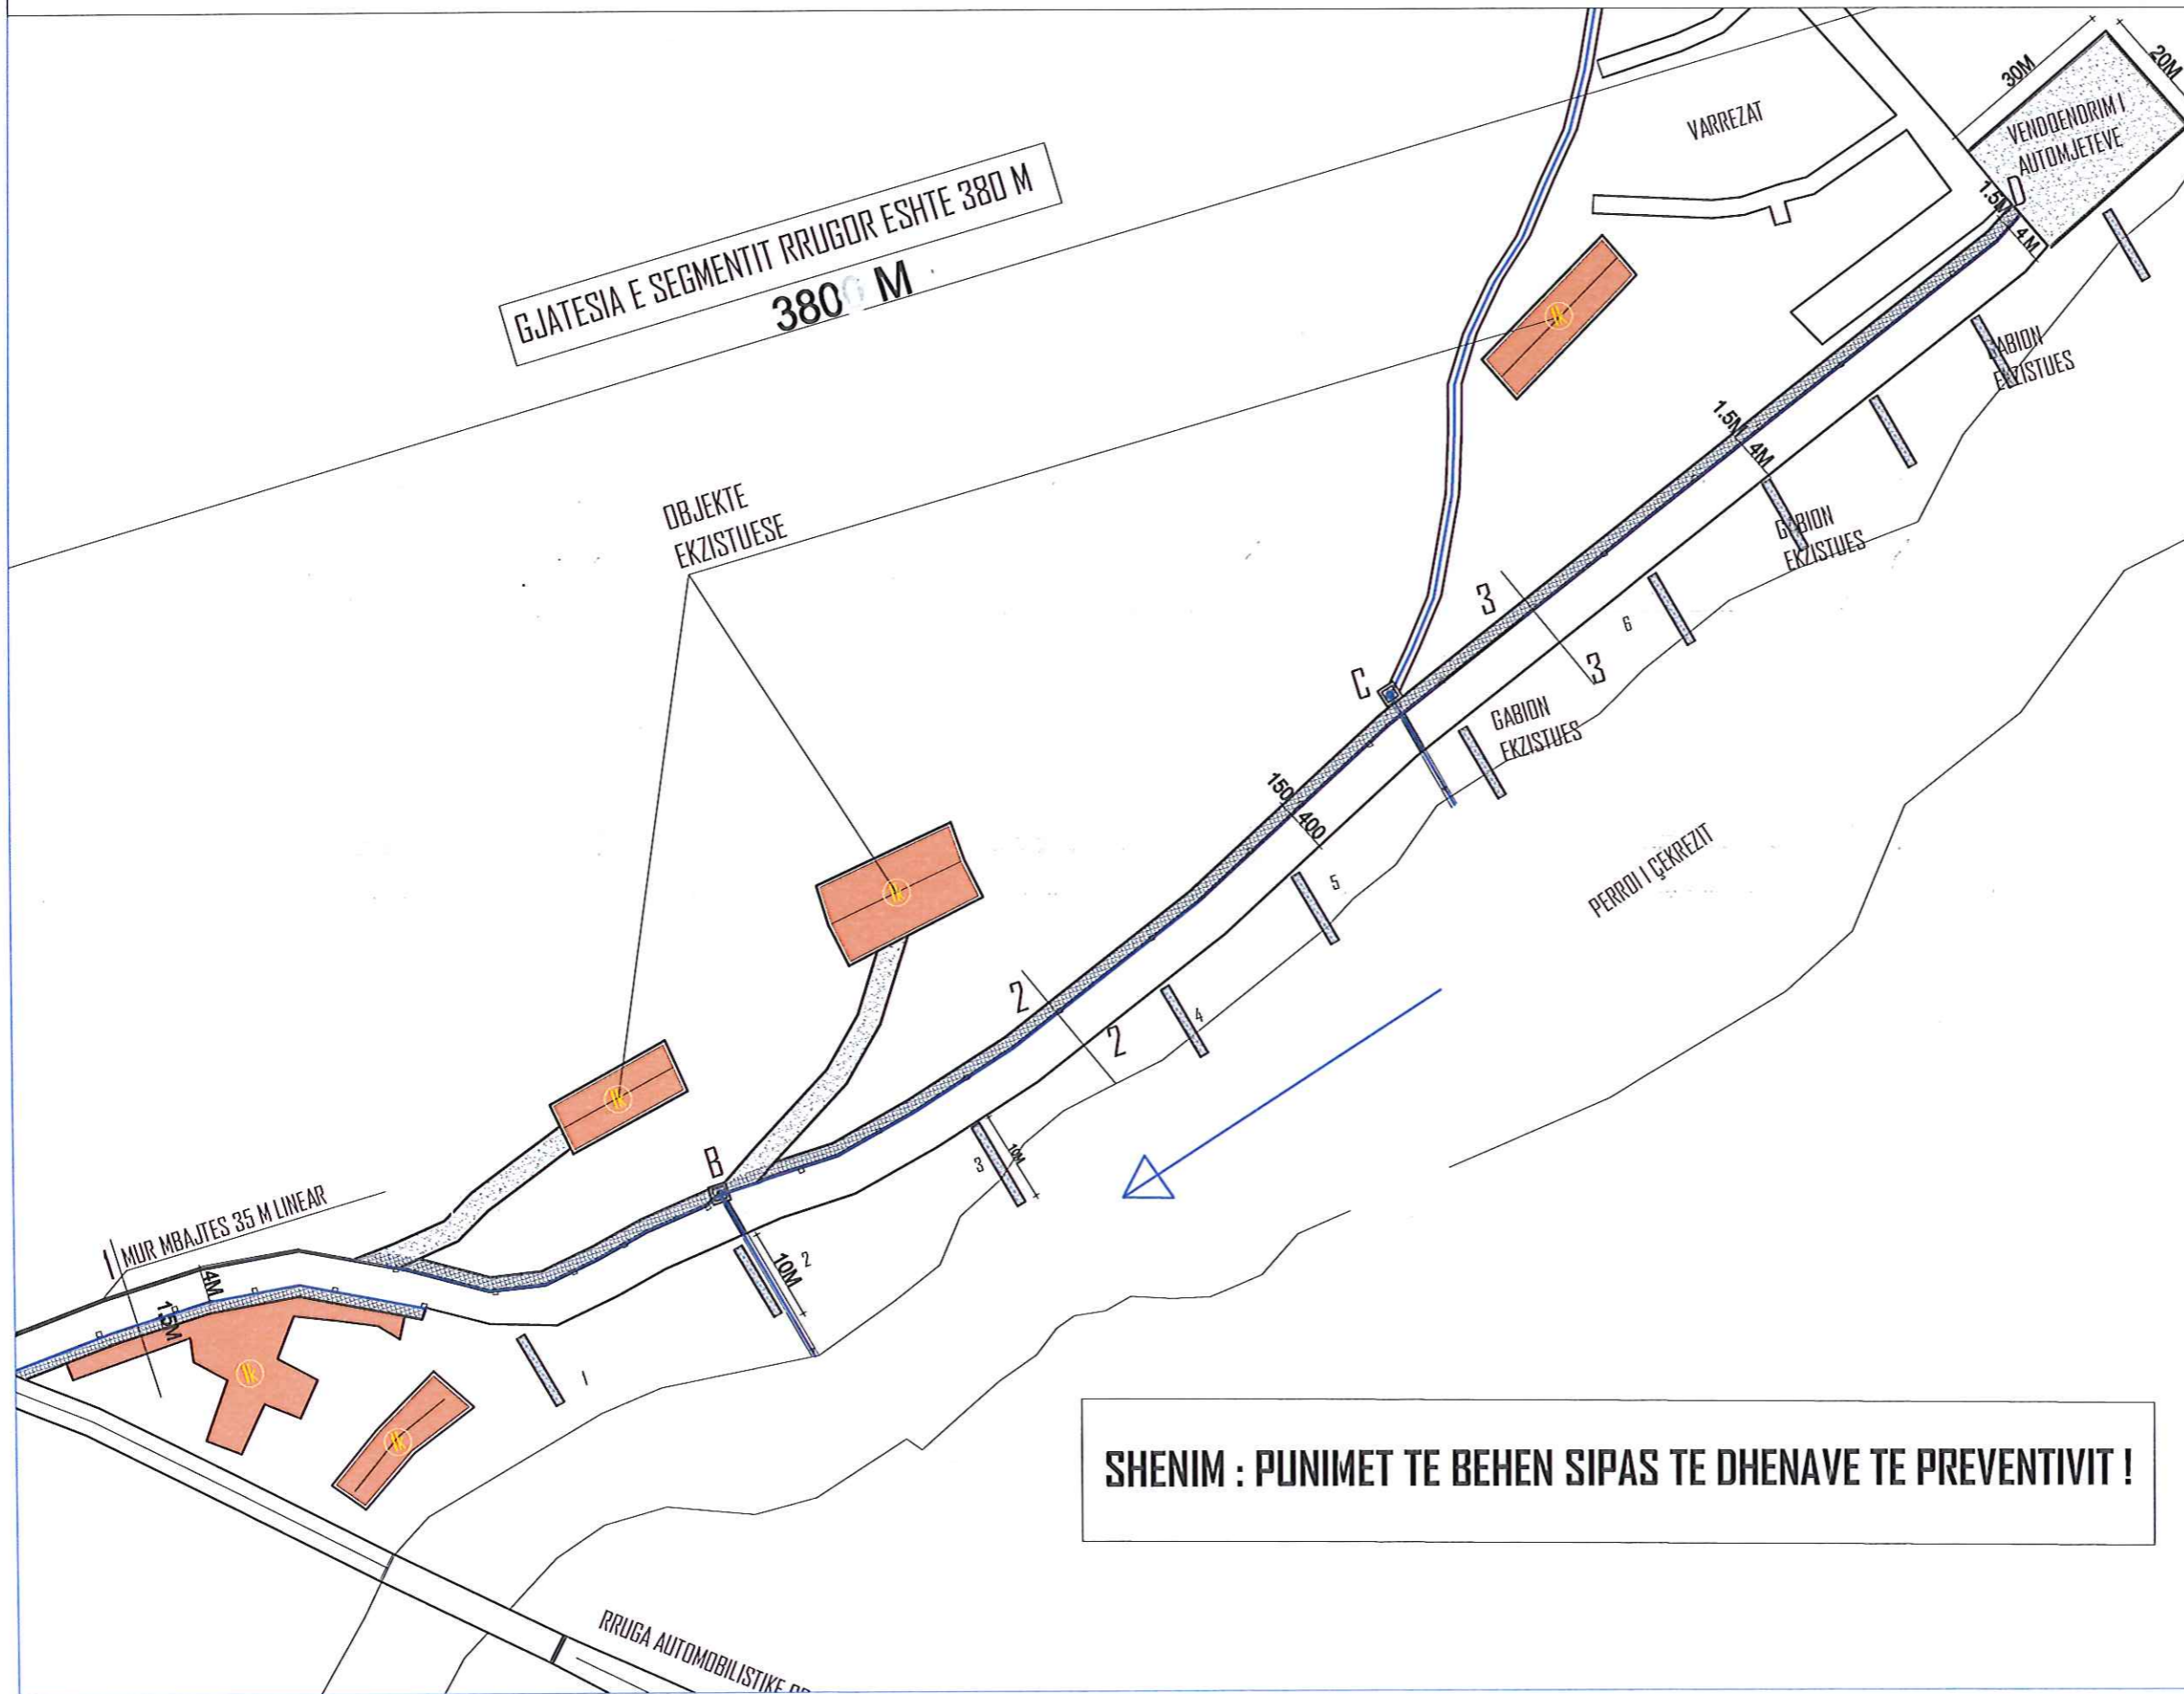 30M
20M
VENDQENDRIM I
AUTOMJETEVE
VARREZAT
D
1.5M
4M
GJATESIA E SEGMENTIT RRUGOR ESHTE 380 M
380 M
GABION
EKZISTUES
1.5M
4M
GABION
EKZISTUES
OBJEKTE
EKZISTUESE
3
3
6
C
GABION
EKZISTUES
150
400
5
PERROI I ÇEKREZIT
2
2
4
3
10M
B
10M
2
MUR MBAJTES 35 M LINEAR
1
4M
1.5M
1
SHENIM : PUNIMET TE BEHEN SIPAS TE DHENAVE TE PREVENTIVIT !
RRUGA AUTOMOBILISTIKE